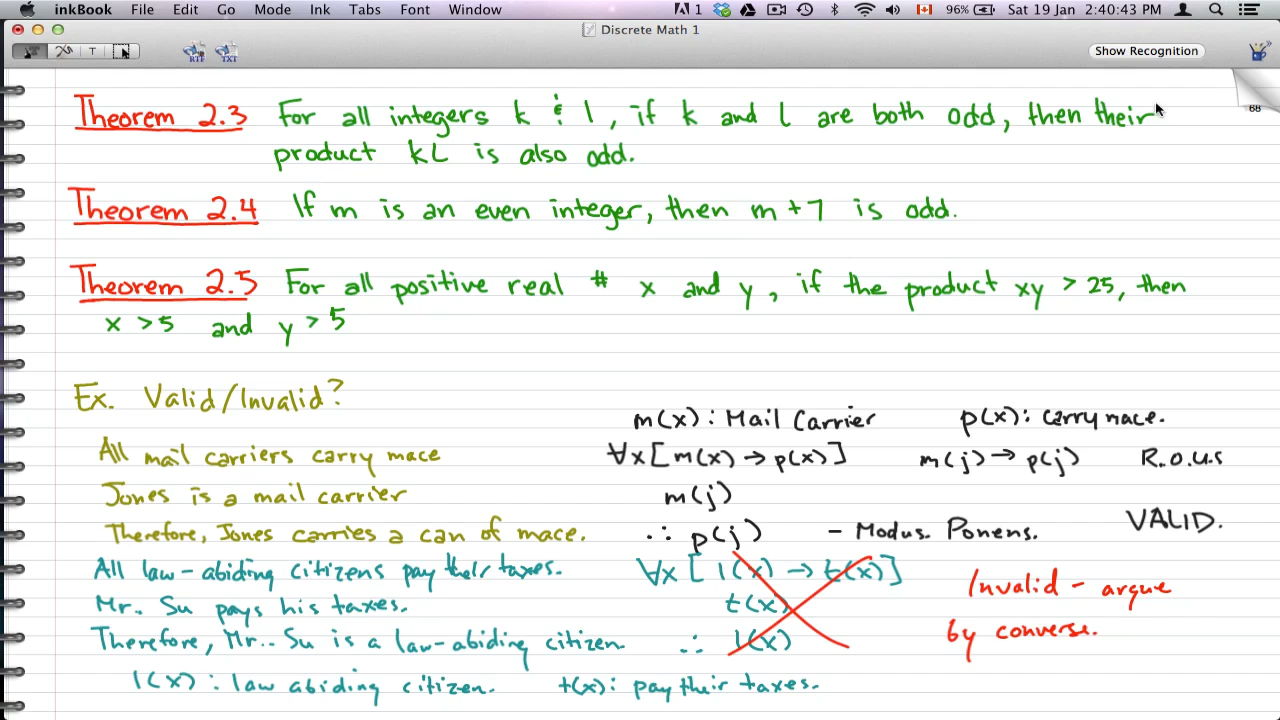 inkBook File Edit Go Mode Ink Tabs Font Window 1 96% Sat 19 Jan 2:40:43 PM
Discrete Math 1
T RTF TXT Show Recognition
68
Theorem 2.3 For all integers k & l, if k and l are both odd, then their
product kL is also odd.
Theorem 2.4 If m is an even integer, then m + 7 is odd.
Theorem 2.5 For all positive real # x and y, if the product xy > 25, then
x > 5 and y > 5
Ex. Valid/Invalid?
m(x): Mail Carrier p(x): Carry mace.
All mail carriers carry mace ∀x [m(x) → p(x)] m(j) → p(j) R.O.U.S
Jones is a mail carrier m(j)
Therefore, Jones carries a can of mace. ∴ p(j) - Modus. Ponens. VALID.
All law-abiding citizens pay their taxes. ∀x [l(x) → t(x)] Invalid - argue
Mr. Su pays his taxes. t(x)
Therefore, Mr.. Su is a law-abiding citizen. ∴ l(x) by converse.
l(x): law abiding citizen. t(x): pay their taxes.